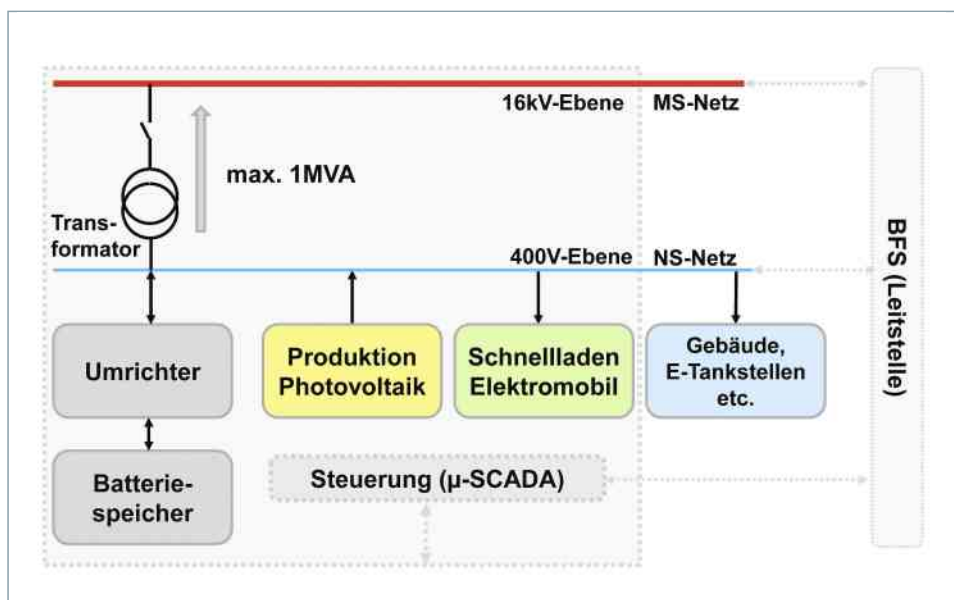 16kV-Ebene MS-Netz
max. 1MVA
Trans-
formator
400V-Ebene NS-Netz
BFS (Leitstelle)
Umrichter
Produktion
Photovoltaik
Schnellladen
Elektromobil
Gebäude,
E-Tankstellen
etc.
Batterie-
speicher
Steuerung (µ-SCADA)